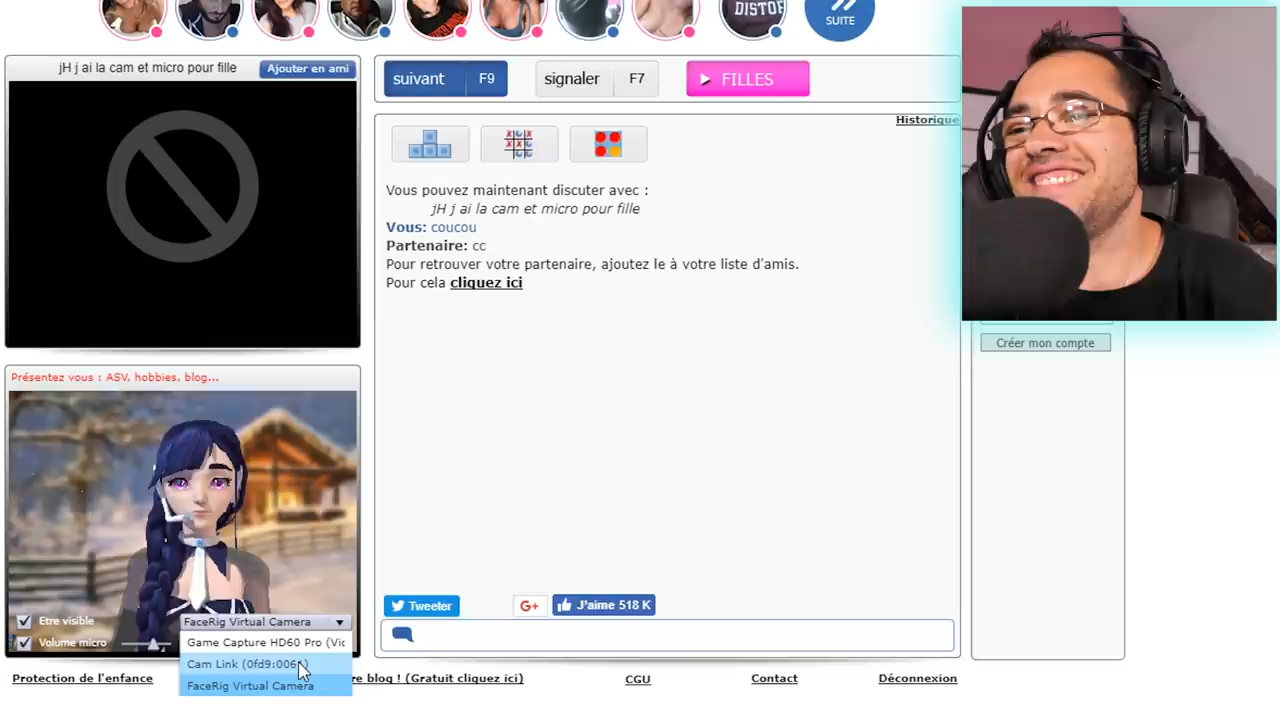 DISTOR
SUITE
jH j ai la cam et micro pour fille
Ajouter en ami
suivant F9
signaler F7
FILLES
Historique
Vous pouvez maintenant discuter avec :
jH j ai la cam et micro pour fille
Vous: coucou
Partenaire: cc
Pour retrouver votre partenaire, ajoutez le à votre liste d'amis.
Pour cela cliquez ici
Créer mon compte
Présentez vous : ASV, hobbies, blog...
Etre visible
Volume micro
FaceRig Virtual Camera
Game Capture HD60 Pro (Vic
Cam Link (0fd9:006
FaceRig Virtual Camera
Tweeter
G+
J'aime 518 K
Protection de l'enfance
re blog ! (Gratuit cliquez ici)
CGU
Contact
Déconnexion